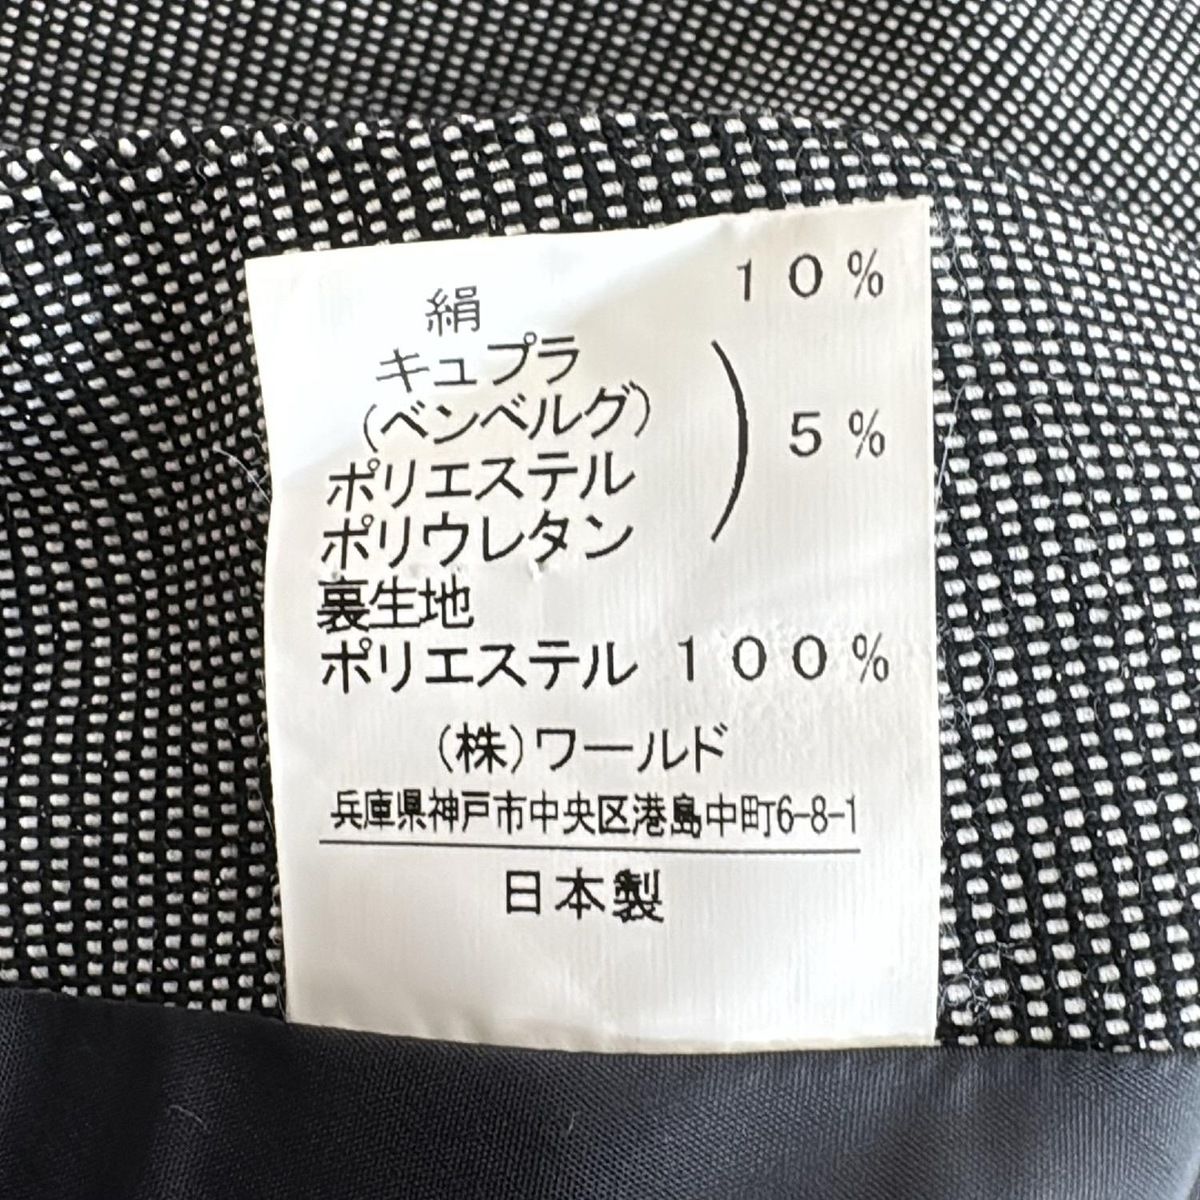 絹 10%
キュプラ
(ベンベルグ)
ポリエステル
ポリウレタン
) 5%
裏生地
ポリエステル 100%
(株)ワールド
兵庫県神戸市中央区港島中町6-8-1
日本製